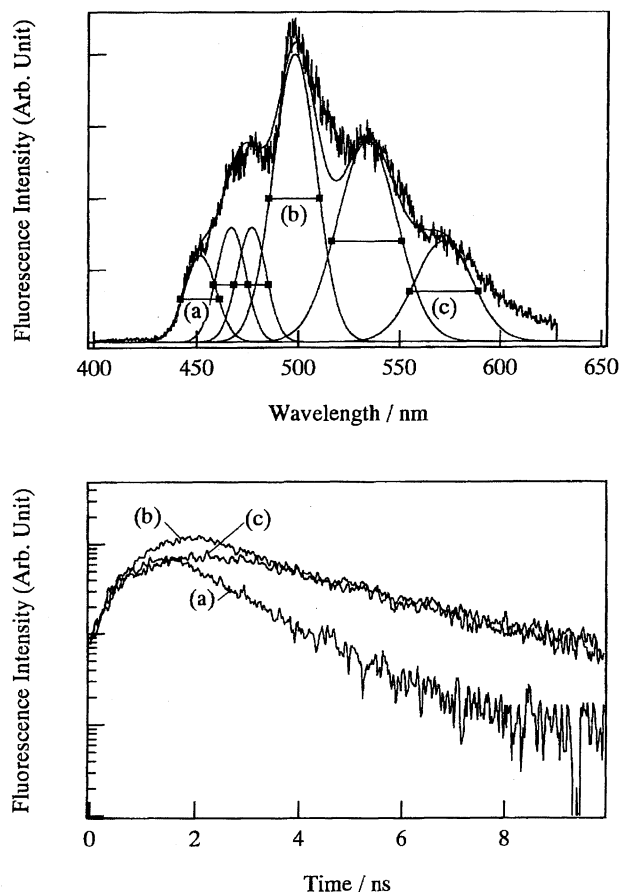 Fluorescence Intensity (Arb. Unit)
(a)
(b)
(c)
400 450 500 550 600 650
Wavelength / nm
Fluorescence Intensity (Arb. Unit)
(b)
(c)
(a)
0 2 4 6 8
Time / ns